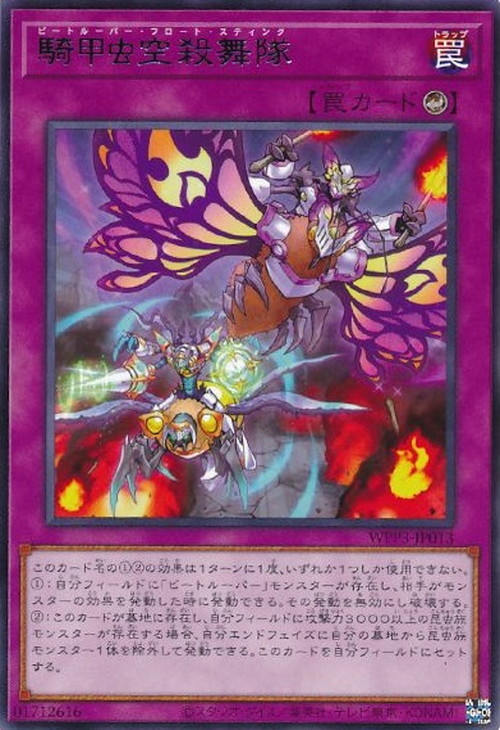 ビートルーパー・フロート・スティング
騎甲虫空殺舞隊
トラップ
罠
【罠カード】
WPP3-JP013
このカード名の①②の効果は1ターンに1度、いずれか1つしか使用できない。
①:自分フィールドに「ビートルーパー」モンスターが存在し、相手がモン
スターの効果を発動した時に発動できる。その発動を無効にし破壊する。
②:このカードが墓地に存在し、自分フィールドに攻撃力3000以上の昆虫族
モンスターが存在する場合、自分エンドフェイズに自分の墓地から昆虫族
モンスター1体を除外して発動できる。このカードを自分フィールドにセット
する。
01712616
©スタジオ・ダイス/集英社・テレビ東京・KONAMI